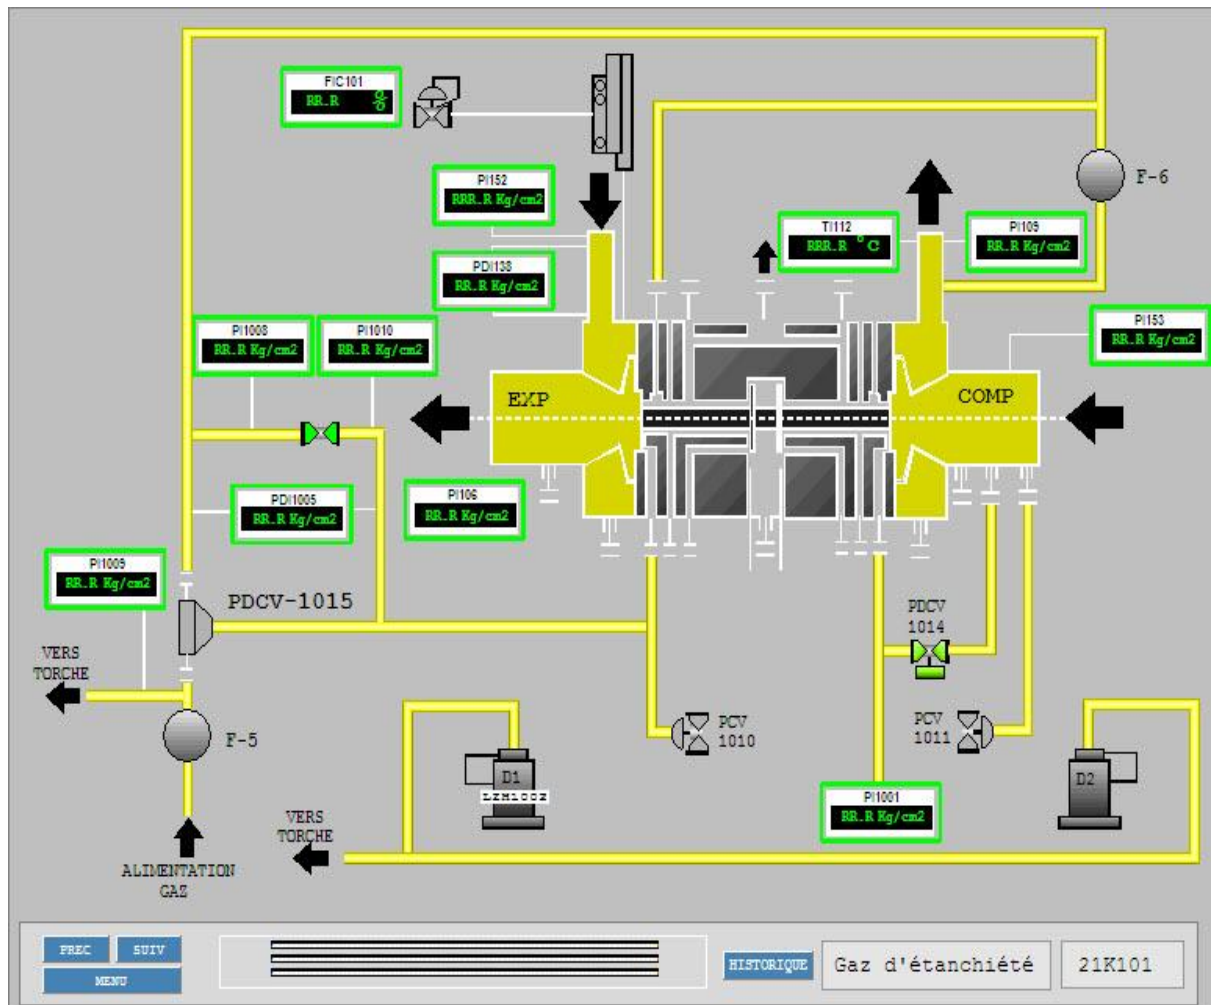 FIC101
RR.R %
PI152
RRR.R Kg/cm2
F-6
TI112
RRR.R °C
PI109
RR.R Kg/cm2
PDI138
RR.R Kg/cm2
PI1008
RR.R Kg/cm2
PI1010
RR.R Kg/cm2
PI153
RR.R Kg/cm2
EXP
COMP
PDI1005
RR.R Kg/cm2
PI106
RR.R Kg/cm2
PI1009
RR.R Kg/cm2
PDCV-1015
PDCV
1014
VERS
TORCHE
F-5
PCV
1010
PCV
1011
D1
D2
PI1001
RR.R Kg/cm2
VERS
TORCHE
ALIMENTATION
GAZ
PREC
SUIV
MENU
HISTORIQUE
Gaz d'étanchiété
21K101